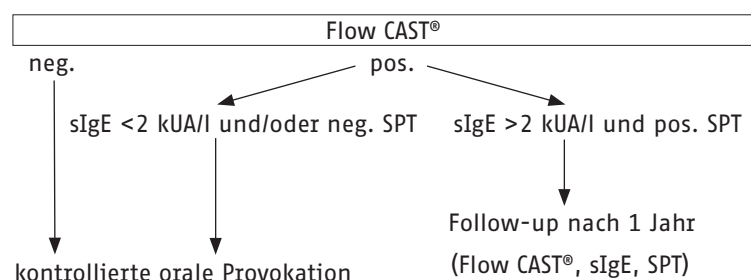 Flow CAST®
neg. pos.
sIgE <2 kUA/l und/oder neg. SPT sIgE >2 kUA/l und pos. SPT
Follow-up nach 1 Jahr
kontrollierte orale Provokation (Flow CAST®, sIgE, SPT)